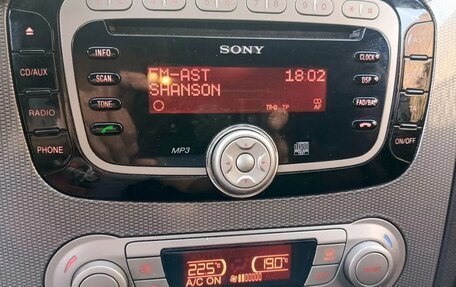 * #
INFO
SONY
CLOCK
CD/AUX
SCAN
FM-AST 18:02
SHANSON
DSP
TONE
TP
AF
FAD/BAL
RADIO
PHONE
MP3
ON/OFF
22.5°C
A/C ON
19.0°C